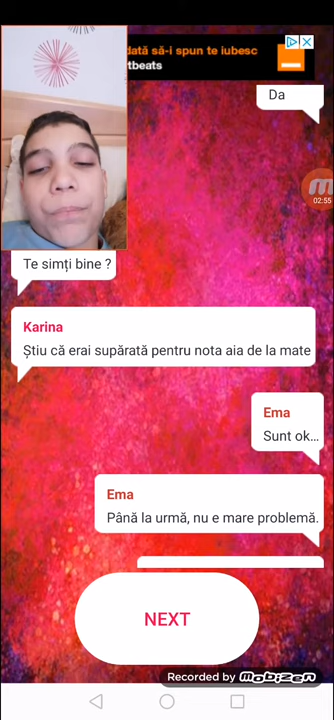 dată să-i spun te iubesc
tbeats
Da
02:55
Te simți bine ?
Karina
Știu că erai supărată pentru nota aia de la mate
Ema
Sunt ok...
Ema
Până la urmă, nu e mare problemă.
NEXT
Recorded by mobizen